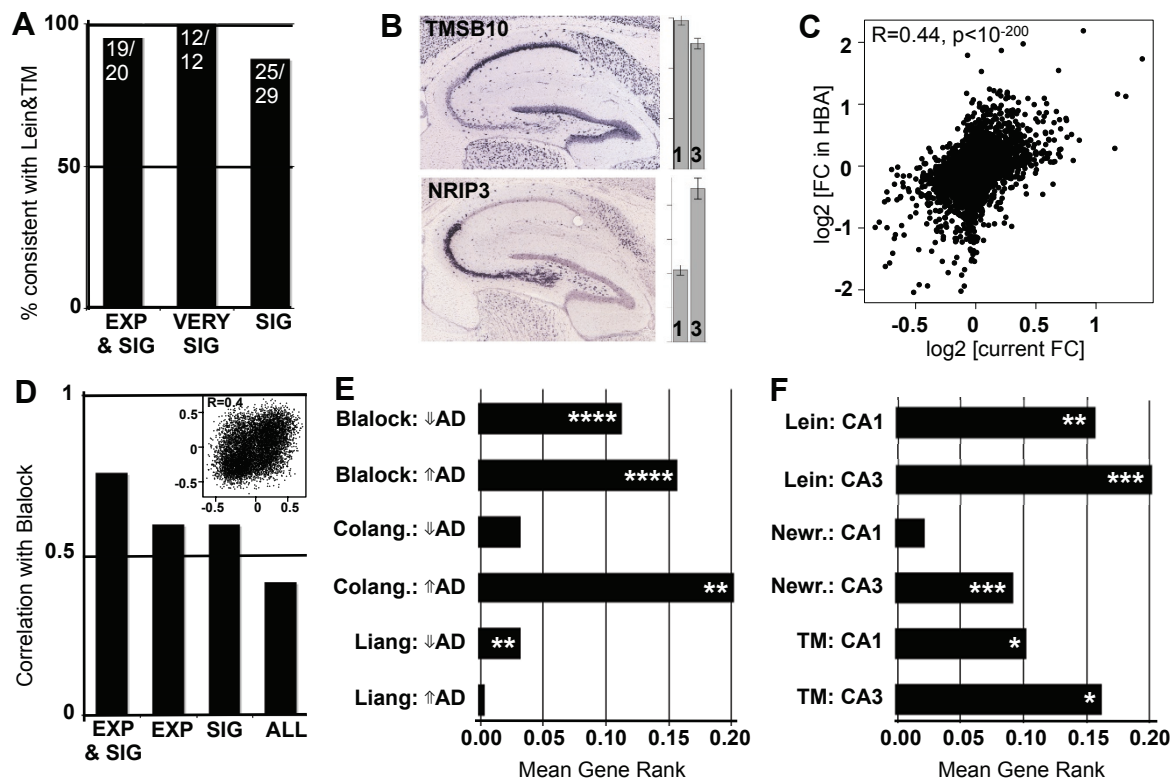 A
% consistent with Lein&TM
100
50
0
19/
20
12/
12
25/
29
EXP
& SIG
VERY
SIG
SIG
B
TMSB10
1 3
NRIP3
1 3
C
R=0.44, p<10-200
log2 [FC in HBA]
2
1
0
-1
-2
-0.5 0 0.5 1
log2 [current FC]
D
Correlation with Blalock
1
0.5
0
R=0.4
0.5
0
-0.5
-0.5 0 0.5
EXP
& SIG
EXP
SIG
ALL
E
Blalock: ⇓AD ****
Blalock: ⇑AD ****
Colang.: ⇓AD
Colang.: ⇑AD **
Liang: ⇓AD **
Liang: ⇑AD
0.00 0.10 0.20
Mean Gene Rank
F
Lein: CA1 **
Lein: CA3 ***
Newr.: CA1
Newr.: CA3 ***
TM: CA1 *
TM: CA3 *
0.00 0.05 0.10 0.15 0.20
Mean Gene Rank